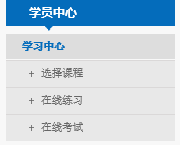 学员中心
学习中心
+ 选择课程
+ 在线练习
+ 在线考试